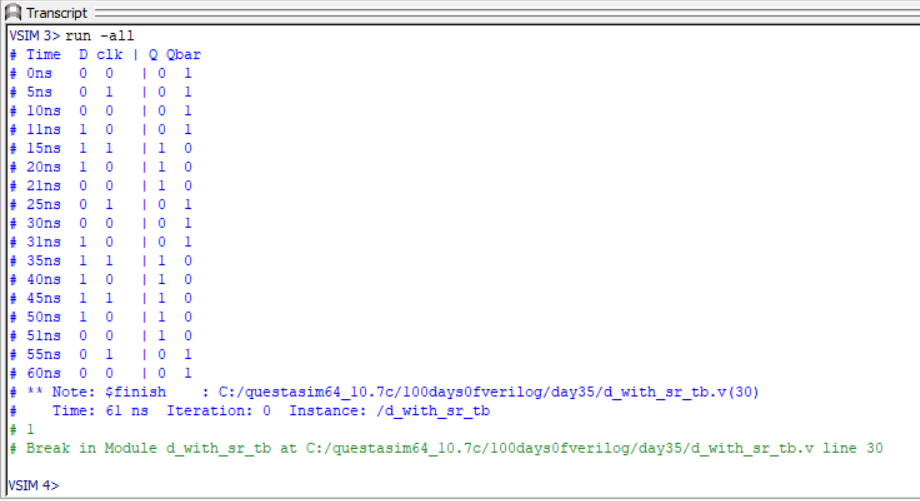 Transcript
VSIM 3> run -all
# Time  D clk | Q Qbar
# 0ns   0  0   | 0  1
# 5ns   0  1   | 0  1
# 10ns  0  0   | 0  1
# 11ns  1  0   | 0  1
# 15ns  1  1   | 1  0
# 20ns  1  0   | 1  0
# 21ns  0  0   | 1  0
# 25ns  0  1   | 0  1
# 30ns  0  0   | 0  1
# 31ns  1  0   | 0  1
# 35ns  1  1   | 1  0
# 40ns  1  0   | 1  0
# 45ns  1  1   | 1  0
# 50ns  1  0   | 1  0
# 51ns  0  0   | 1  0
# 55ns  0  1   | 0  1
# 60ns  0  0   | 0  1
# ** Note: $finish    : C:/questasim64_10.7c/100days0fverilog/day35/d_with_sr_tb.v(30)
#    Time: 61 ns  Iteration: 0  Instance: /d_with_sr_tb
# 1
# Break in Module d_with_sr_tb at C:/questasim64_10.7c/100days0fverilog/day35/d_with_sr_tb.v line 30
VSIM 4>